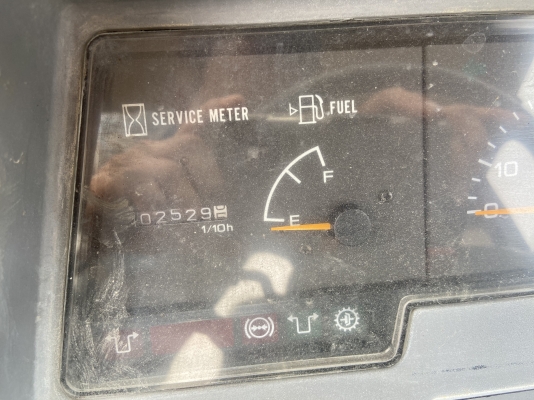 SERVICE METER
FUEL
F
E
02529
1/10h
10
0